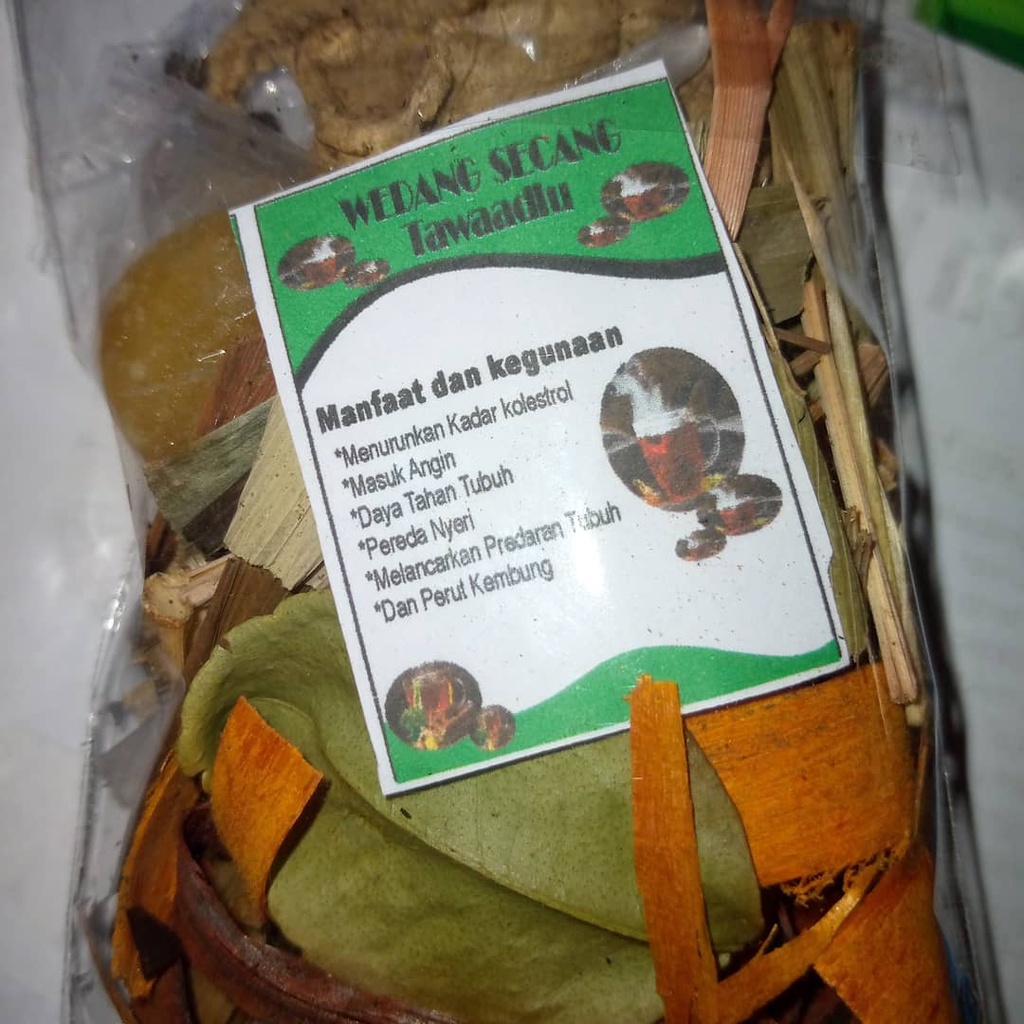 WEDANG SECANG
Tawaadlu
Manfaat dan kegunaan
*Menurunkan Kadar kolestrol
*Masuk Angin
*Daya Tahan Tubuh
*Pereda Nyeri
*Melancarkan Predaran Tubuh
*Dan Perut Kembung